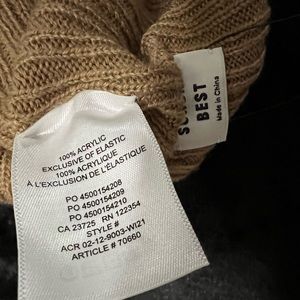 100% ACRYLIC
EXCLUSIVE OF ELASTIC
100% ACRYLIQUE
À L'EXCLUSION DE L'ÉLASTIQUE
PO 4500154208
PO 4500154209
PO 4500154210
CA 23725 RN 122354
STYLE #
ACR 02-12-9003-WI21
ARTICLE # 70660
BEST
Made in China